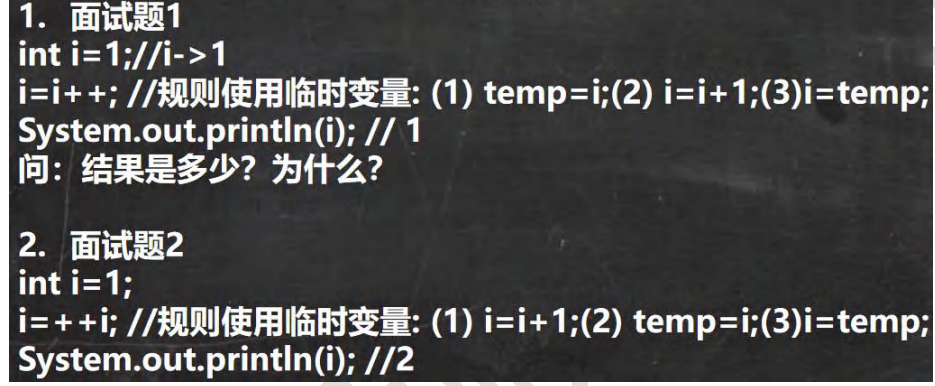 1. 面试题1
int i=1;//i->1
i=i++; //规则使用临时变量: (1) temp=i;(2) i=i+1;(3)i=temp;
System.out.println(i); // 1
问：结果是多少？为什么？
2. 面试题2
int i=1;
i=++i; //规则使用临时变量: (1) i=i+1;(2) temp=i;(3)i=temp;
System.out.println(i); //2